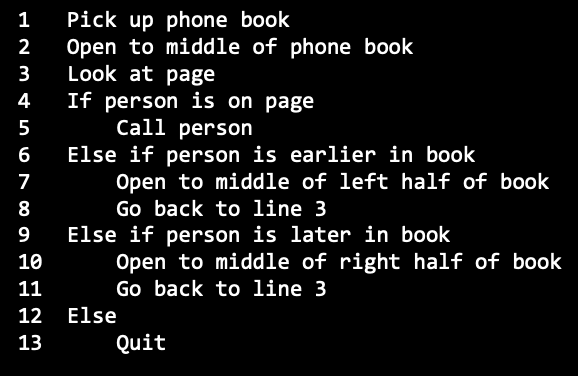 1 Pick up phone book
2 Open to middle of phone book
3 Look at page
4 If person is on page
5 Call person
6 Else if person is earlier in book
7 Open to middle of left half of book
8 Go back to line 3
9 Else if person is later in book
10 Open to middle of right half of book
11 Go back to line 3
12 Else
13 Quit